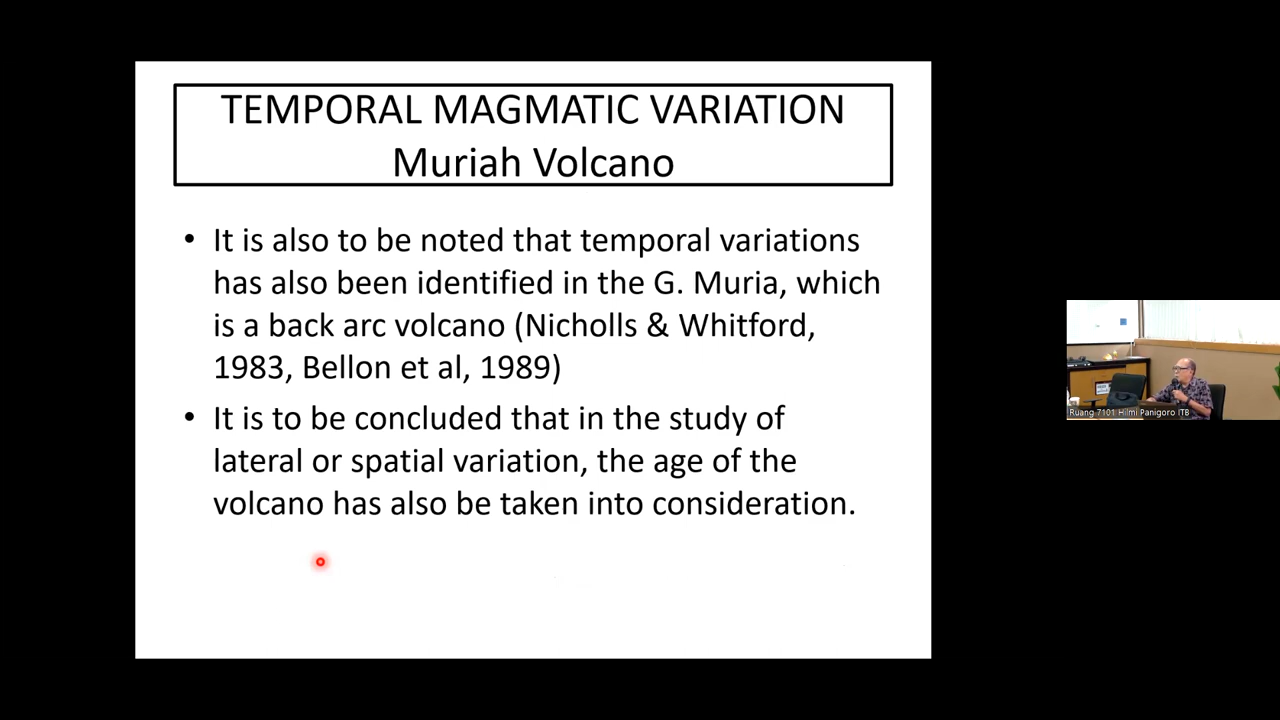 TEMPORAL MAGMATIC VARIATION
Muriah Volcano
• It is also to be noted that temporal variations
has also been identified in the G. Muria, which
is a back arc volcano (Nicholls & Whitford,
1983, Bellon et al, 1989)
• It is to be concluded that in the study of
lateral or spatial variation, the age of the
volcano has also be taken into consideration.
Ruang 7101 Hilmi Panigoro ITB